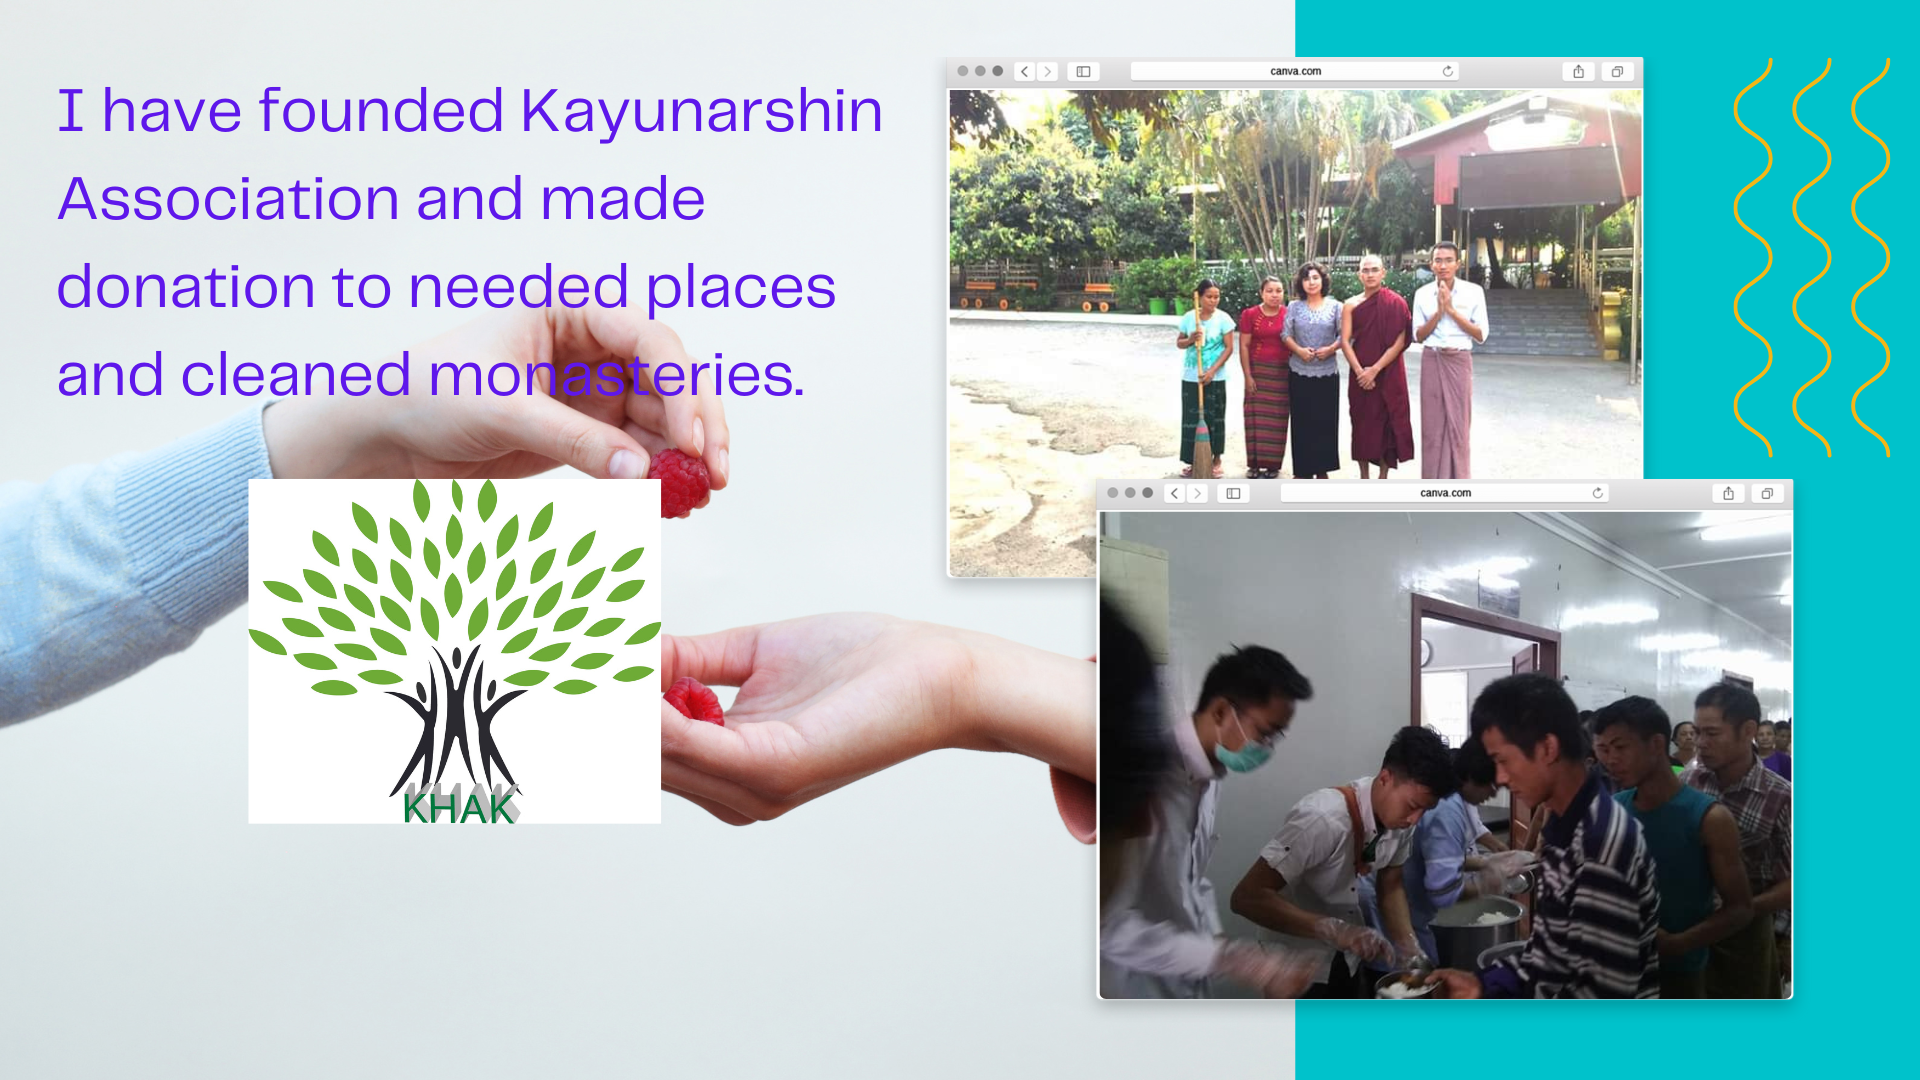 I have founded Kayunarshin
Association and made
donation to needed places
and cleaned monasteries.
canva.com
canva.com
KHAK